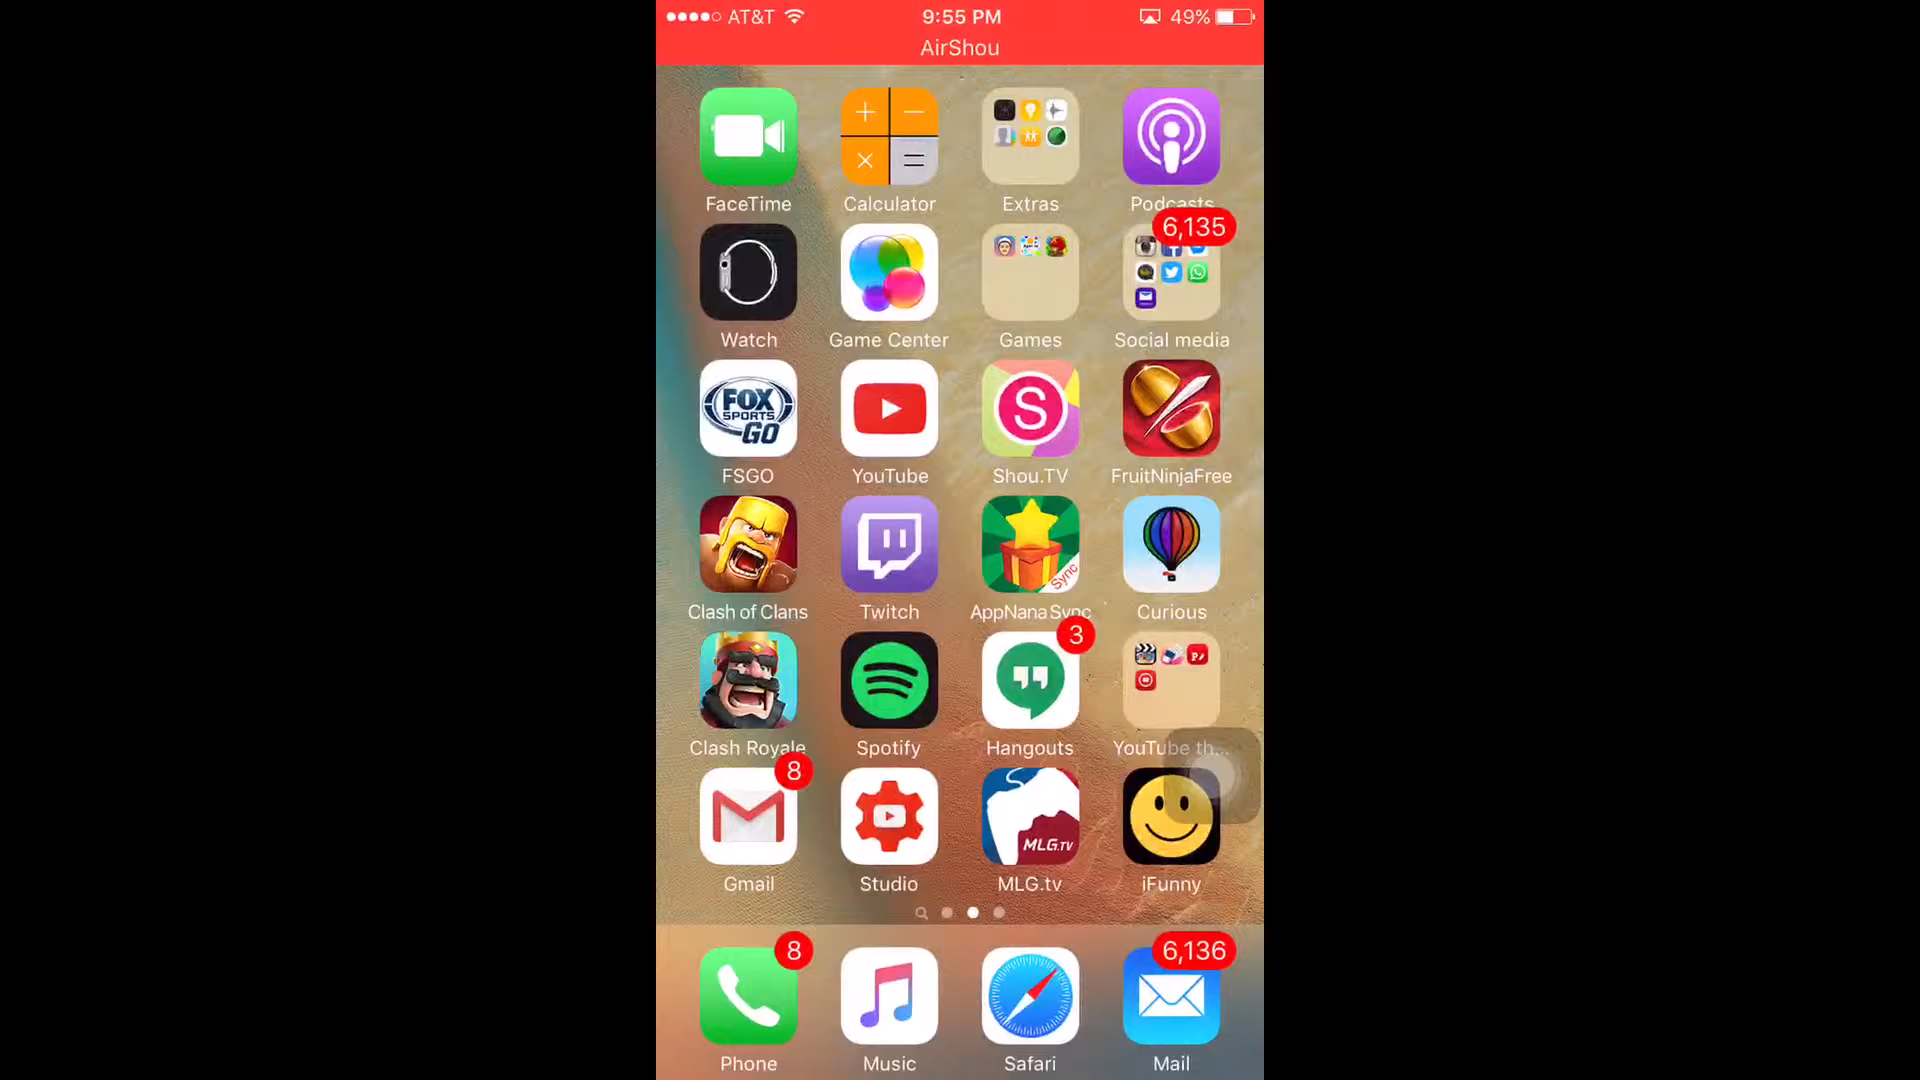 AT&T 9:55 PM 49%
AirShou
FaceTime Calculator Extras Podcasts
6,135
Watch Game Center Games Social media
FOX
SPORTS
GO
S
FSGO YouTube Shou.TV FruitNinjaFree
Sync
Clash of Clans Twitch AppNana Sync Curious
3
Clash Royale Spotify Hangouts YouTube th...
8
MLG.TV
Gmail Studio MLG.tv iFunny
8 6,136
Phone Music Safari Mail